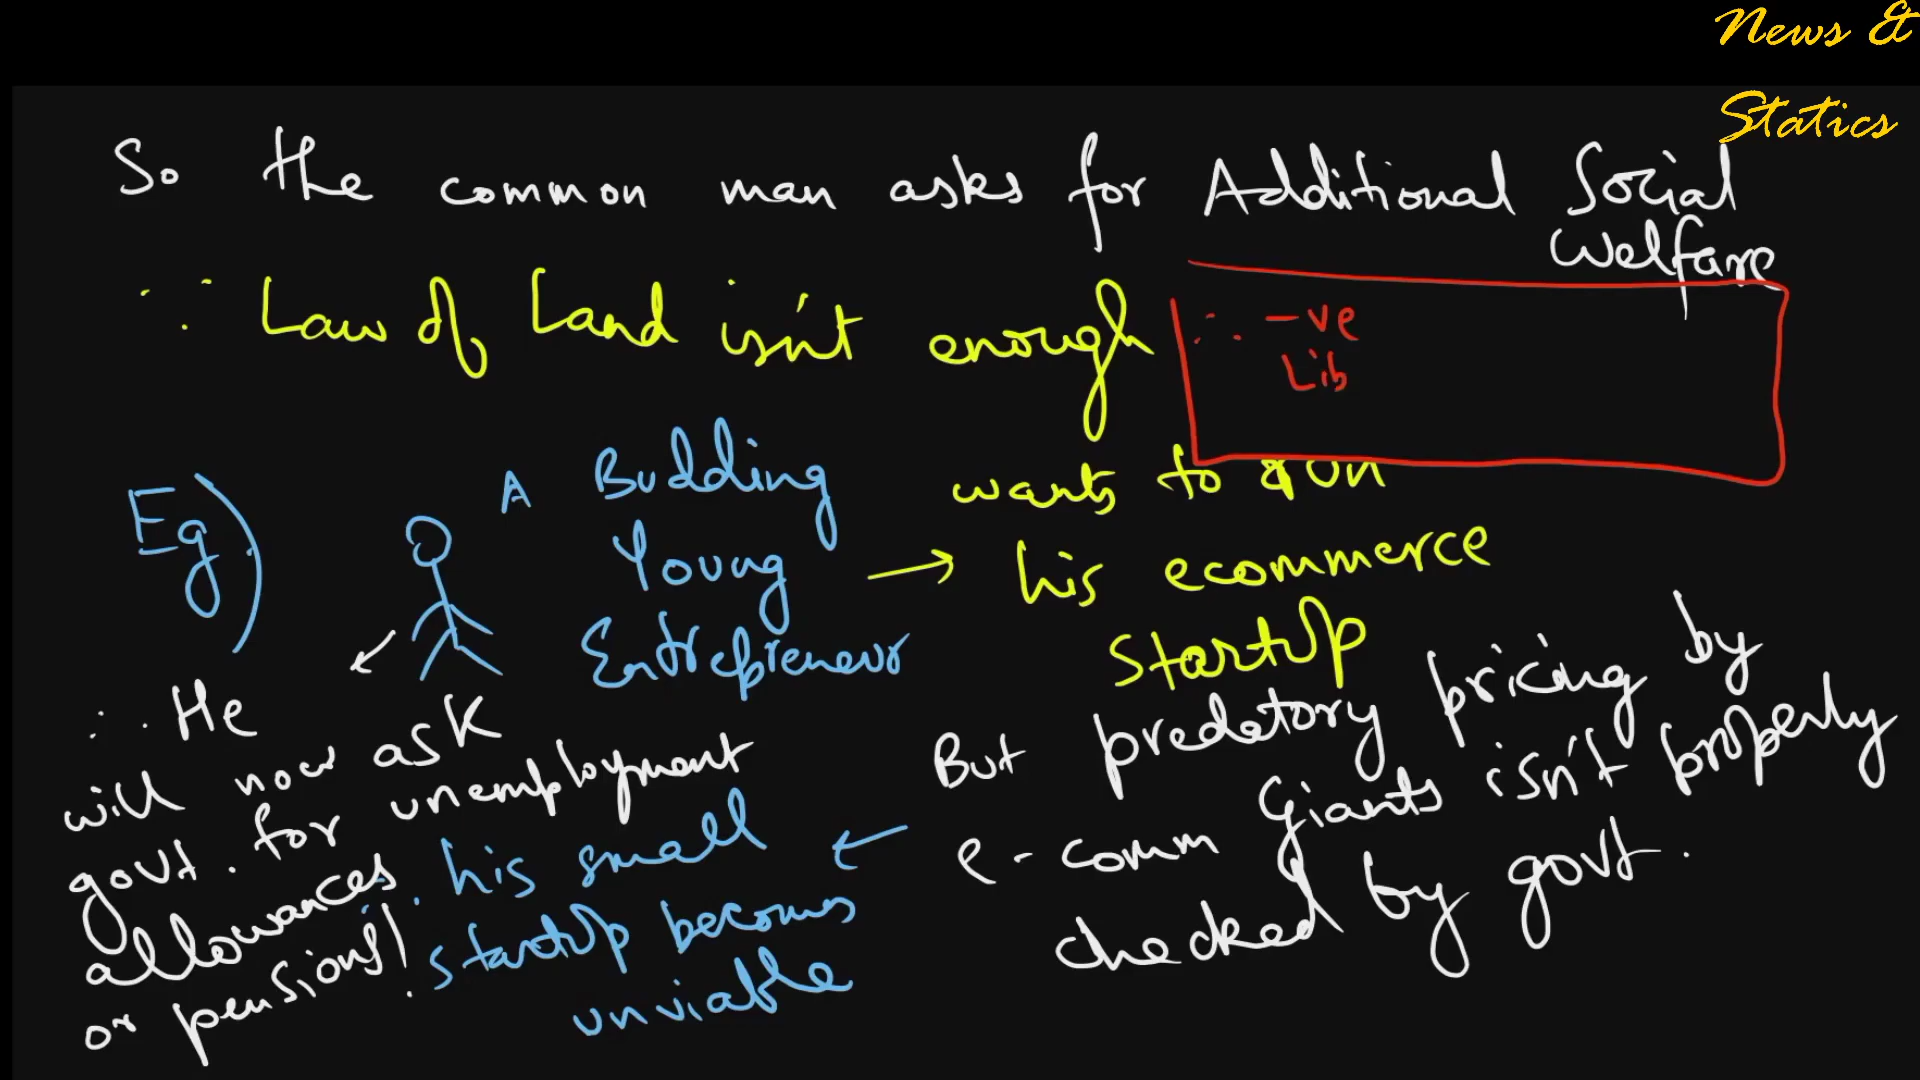 News &
Statics
So the common man asks for Additional Social
Welfare
∵ Law of Land isn't enough
∴ -ve
Lib
Eg)
A Budding
Young
Entrepreneur
→ wants to run
his ecommerce
StartUp
But predatory pricing by
e-comm Giants isn't properly
checked by govt.
← ∴ his small
startUp becomes
unviable
∴ He
will now ask
govt. for unemployment
allowances
or pensions!